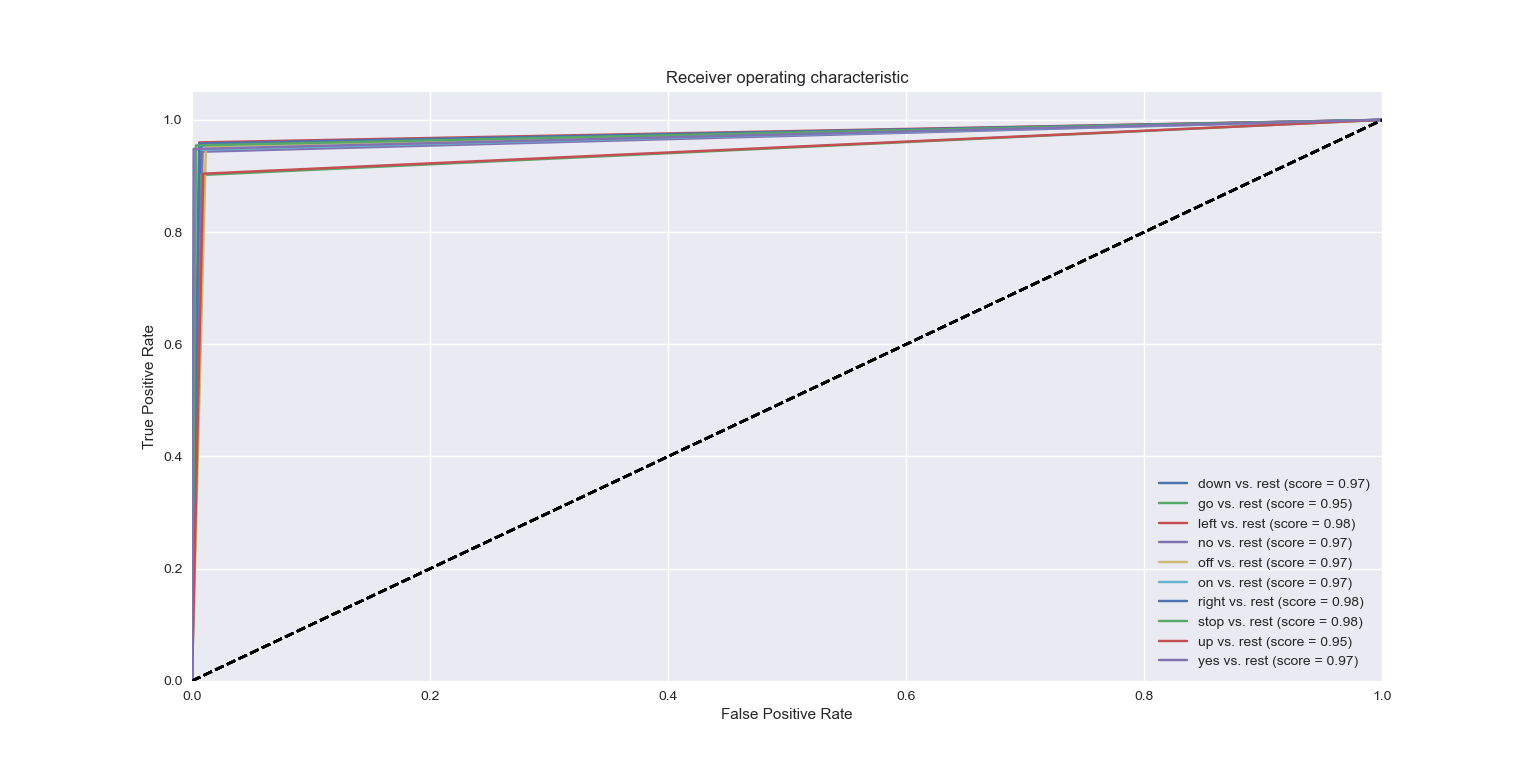 Receiver operating characteristic
1.0
0.8
0.6
0.4
0.2
0.0
True Positive Rate
down vs. rest (score = 0.97)
go vs. rest (score = 0.95)
left vs. rest (score = 0.98)
no vs. rest (score = 0.97)
off vs. rest (score = 0.97)
on vs. rest (score = 0.97)
right vs. rest (score = 0.98)
stop vs. rest (score = 0.98)
up vs. rest (score = 0.95)
yes vs. rest (score = 0.97)
0.0 0.2 0.4 0.6 0.8 1.0
False Positive Rate